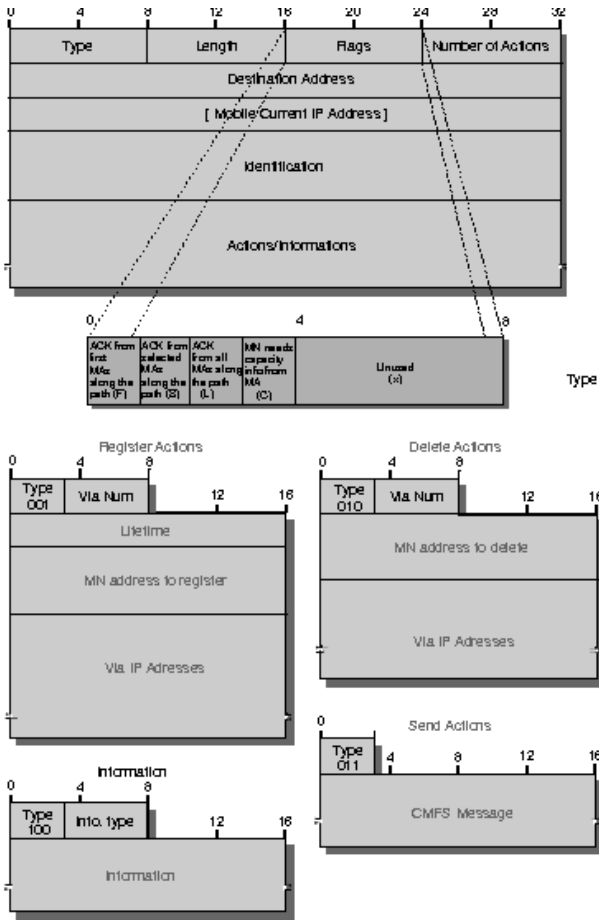 0 4 8 12 16 20 24 28 32
Type Length Flags Number of Actions
Destination Address
[ Mobile Current IP Address ]
Identification
Actions/Informations
0 4 8
ACK from first MAs along the path (F)
ACK from selected MAs along the path (S)
ACK from all MAs along the path (L)
MN needs capacity info from MA (C)
Unused (x)
Type
Register Actions
0 4 8 12 16
Type 001 Via Num
Lifetime
MN address to register
Via IP Adresses
Delete Actions
0 4 8 12 16
Type 010 Via Num
MN address to delete
Via IP Adresses
Information
0 4 8 12 16
Type 100 Info. type
Information
Send Actions
0 4 8 12 16
Type 011
CMFS Message